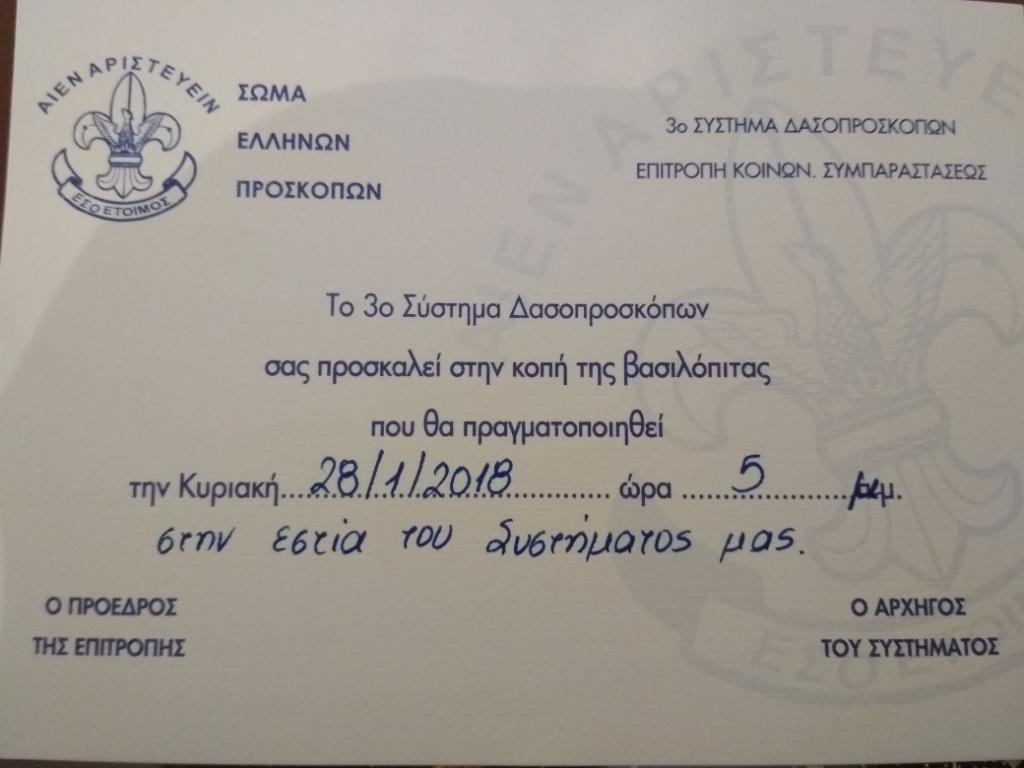 ΑΙΕΝ ΑΡΙΣΤΕΥΕΙΝ
ΕΣΟ ΕΤΟΙΜΟΣ
ΣΩΜΑ
ΕΛΛΗΝΩΝ
ΠΡΟΣΚΟΠΩΝ
3ο ΣΥΣΤΗΜΑ ΔΑΣΟΠΡΟΣΚΟΠΩΝ
ΕΠΙΤΡΟΠΗ ΚΟΙΝΩΝ. ΣΥΜΠΑΡΑΣΤΑΣΕΩΣ
Το 3ο Σύστημα Δασοπροσκόπων
σας προσκαλεί στην κοπή της βασιλόπιτας
που θα πραγματοποιηθεί
την Κυριακή....28/1/2018............ ώρα ........5............μ.μ.
στην εστία του Συστήματος μας.
Ο ΠΡΟΕΔΡΟΣ
ΤΗΣ ΕΠΙΤΡΟΠΗΣ
Ο ΑΡΧΗΓΟΣ
ΤΟΥ ΣΥΣΤΗΜΑΤΟΣ